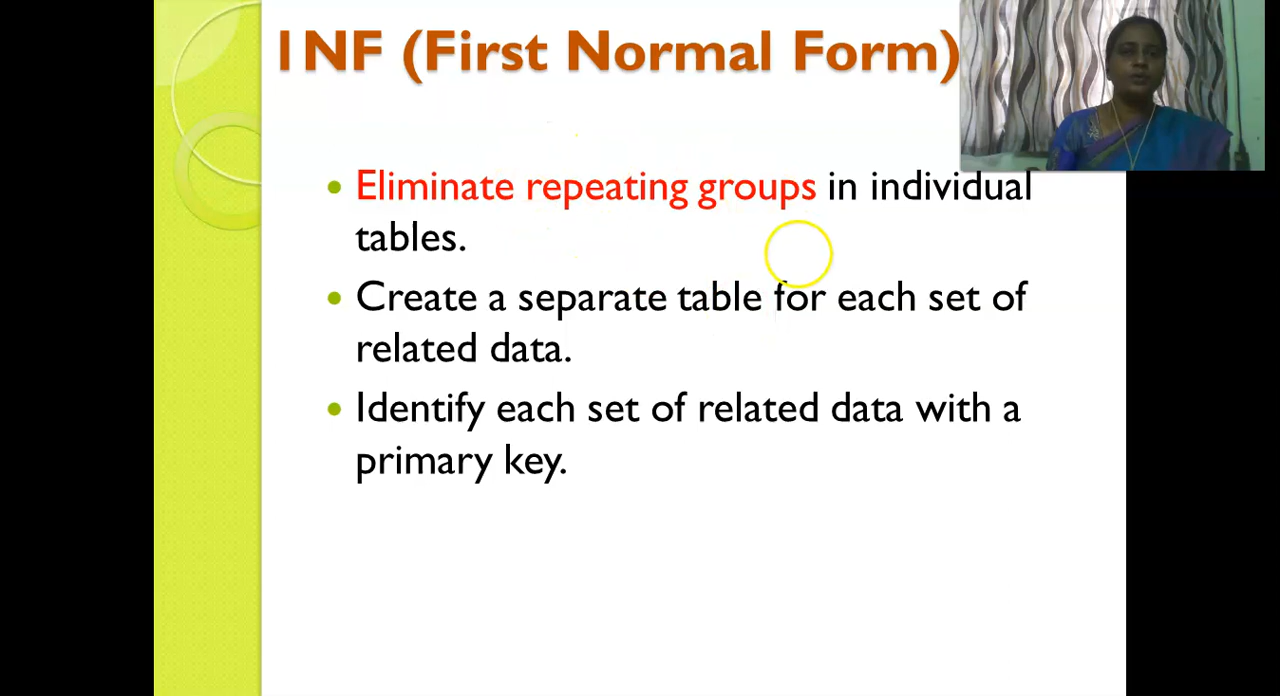 1NF (First Normal Form)
• Eliminate repeating groups in individual
tables.
• Create a separate table for each set of
related data.
• Identify each set of related data with a
primary key.